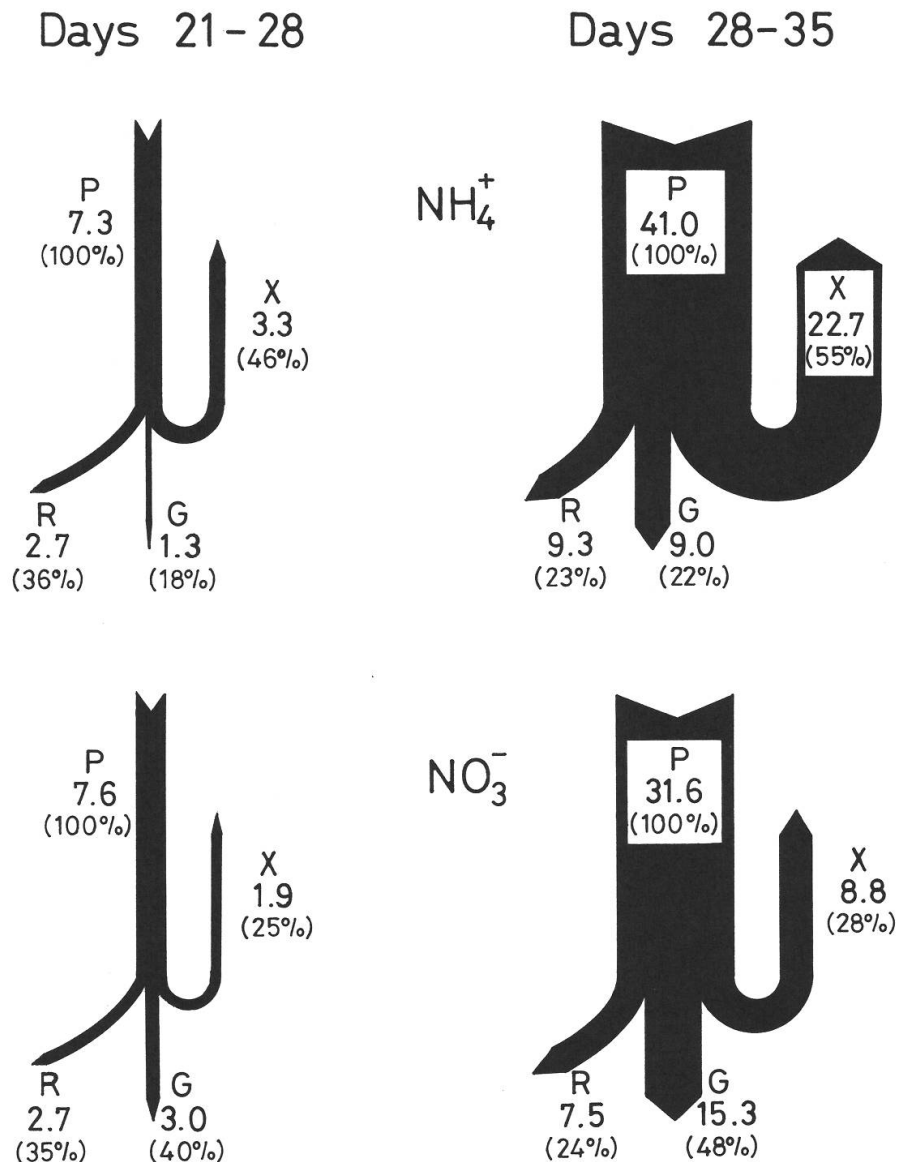 Days 21-28
Days 28-35
P
7.3
(100%)
X
3.3
(46%)
R
2.7
(36%)
G
1.3
(18%)
NH₄⁺
P
41.0
(100%)
X
22.7
(55%)
R
9.3
(23%)
G
9.0
(22%)
P
7.6
(100%)
X
1.9
(25%)
R
2.7
(35%)
G
3.0
(40%)
NO₃⁻
P
31.6
(100%)
X
8.8
(28%)
R
7.5
(24%)
G
15.3
(48%)